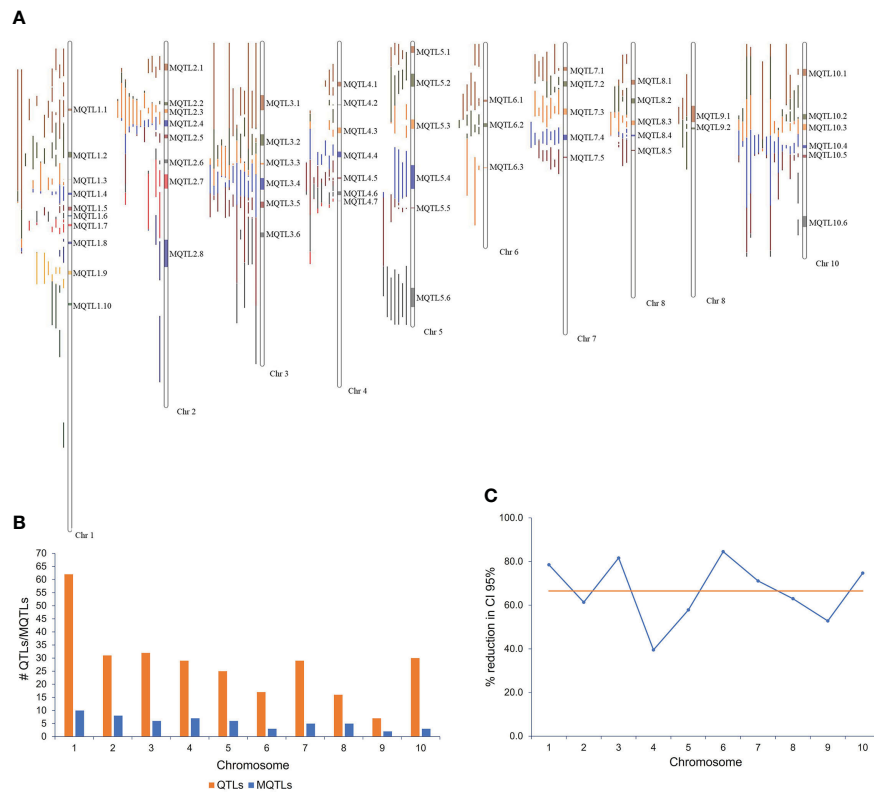 A
MQTL1.1
MQTL1.2
MQTL1.3
MQTL1.4
MQTL1.5
MQTL1.6
MQTL1.7
MQTL1.8
MQTL1.9
MQTL1.10
Chr 1
MQTL2.1
MQTL2.2
MQTL2.3
MQTL2.4
MQTL2.5
MQTL2.6
MQTL2.7
MQTL2.8
Chr 2
MQTL3.1
MQTL3.2
MQTL3.3
MQTL3.4
MQTL3.5
MQTL3.6
Chr 3
MQTL4.1
MQTL4.2
MQTL4.3
MQTL4.4
MQTL4.5
MQTL4.6
MQTL4.7
Chr 4
MQTL5.1
MQTL5.2
MQTL5.3
MQTL5.4
MQTL5.5
MQTL5.6
Chr 5
MQTL6.1
MQTL6.2
MQTL6.3
Chr 6
MQTL7.1
MQTL7.2
MQTL7.3
MQTL7.4
MQTL7.5
Chr 7
MQTL8.1
MQTL8.2
MQTL8.3
MQTL8.4
MQTL8.5
Chr 8
MQTL9.1
MQTL9.2
Chr 8
MQTL10.1
MQTL10.2
MQTL10.3
MQTL10.4
MQTL10.5
MQTL10.6
Chr 10
B
# QTLs/MQTLs
70
65
60
55
50
45
40
35
30
25
20
15
10
5
0
1 2 3 4 5 6 7 8 9 10
Chromosome
QTLs MQTLs
C
% reduction in CI 95%
100.0
80.0
60.0
40.0
20.0
0.0
1 2 3 4 5 6 7 8 9 10
Chromosome